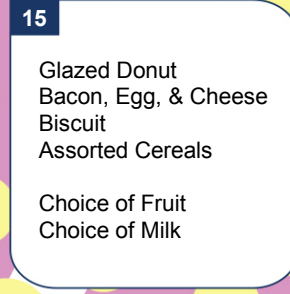 15
Glazed Donut
Bacon, Egg, & Cheese
Biscuit
Assorted Cereals
Choice of Fruit
Choice of Milk